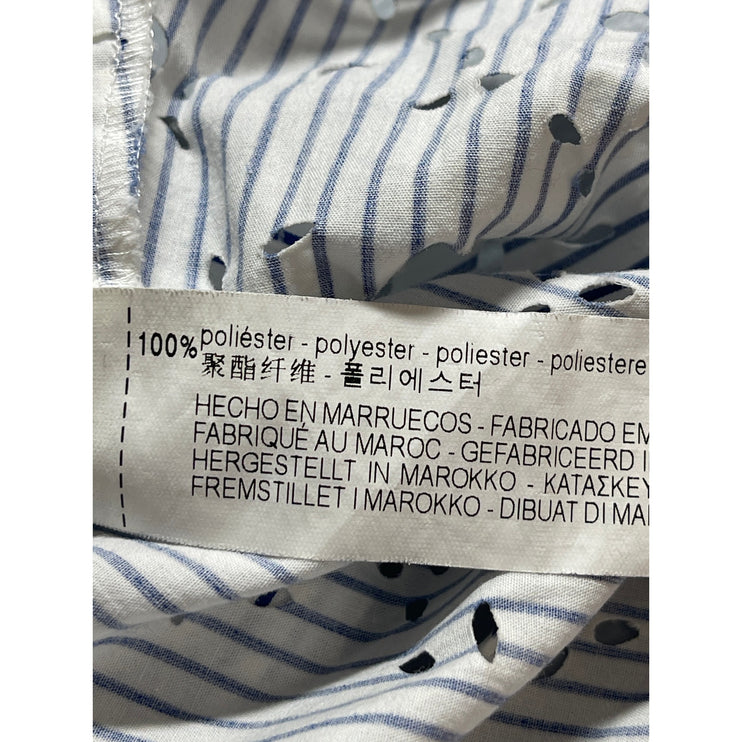 100% poliéster - polyester - poliester - poliestere
聚酯纤维 - 폴리에스터
HECHO EN MARRUECOS - FABRICADO EM
FABRIQUÉ AU MAROC - GEFABRICEERD I
HERGESTELLT IN MAROKKO - ΚΑΤΑΣΚΕΥ
FREMSTILLET I MAROKKO - DIBUAT DI MA